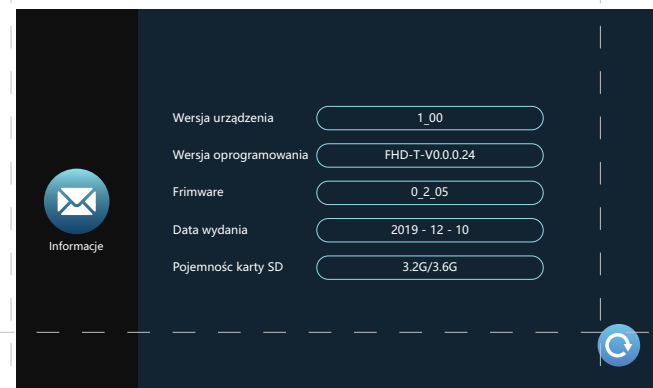 Wersja urządzenia 1_00
Wersja oprogramowania FHD-T-V0.0.0.24
Frimware 0_2_05
Data wydania 2019 - 12 - 10
Informacje
Pojemnośc karty SD 3.2G/3.6G